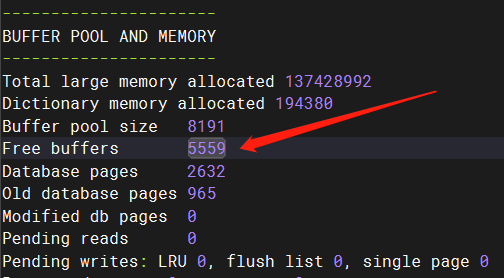 ----------------------
BUFFER POOL AND MEMORY
----------------------
Total large memory allocated 137428992
Dictionary memory allocated 194380
Buffer pool size   8191
Free buffers       5559
Database pages     2632
Old database pages 965
Modified db pages  0
Pending reads      0
Pending writes: LRU 0, flush list 0, single page 0